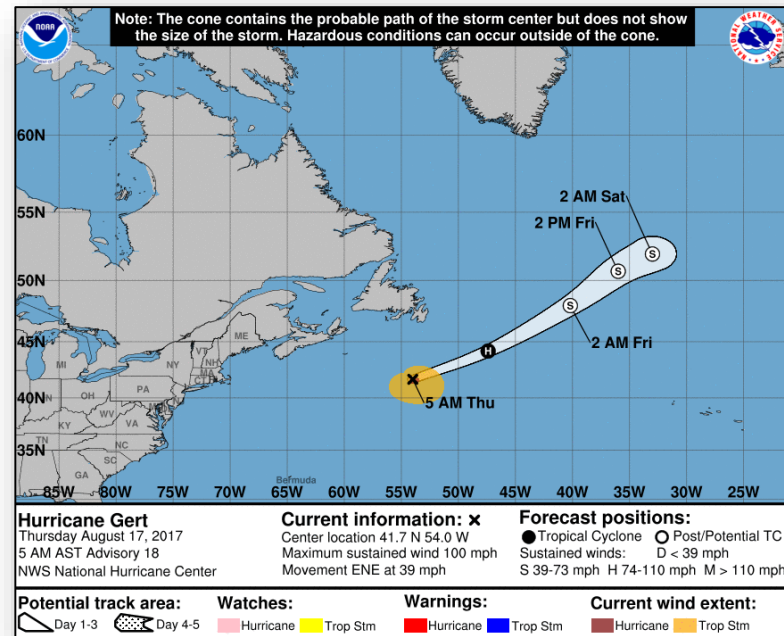 Note: The cone contains the probable path of the storm center but does not show
the size of the storm. Hazardous conditions can occur outside of the cone.
NOAA
NATIONAL WEATHER SERVICE
60N
55N
50N
45N
40N
35N
2 AM Sat
2 PM Fri
S
S
S
2 AM Fri
H
5 AM Thu
ME
VT
NH
MA
CT
NY
MI
PA
OH
WV
VA
KY
TN
NC
SC
GA
Bermuda
85W 80W 75W 70W 65W 60W 55W 50W 45W 40W 35W 30W 25W
Hurricane Gert
Thursday August 17, 2017
5 AM AST Advisory 18
NWS National Hurricane Center
Current information: x
Center location 41.7 N 54.0 W
Maximum sustained wind 100 mph
Movement ENE at 39 mph
Forecast positions:
Tropical Cyclone Post/Potential TC
Sustained winds: D < 39 mph
S 39-73 mph H 74-110 mph M > 110 mph
Potential track area:
Day 1-3 Day 4-5
Watches:
Hurricane Trop Stm
Warnings:
Hurricane Trop Stm
Current wind extent:
Hurricane Trop Stm